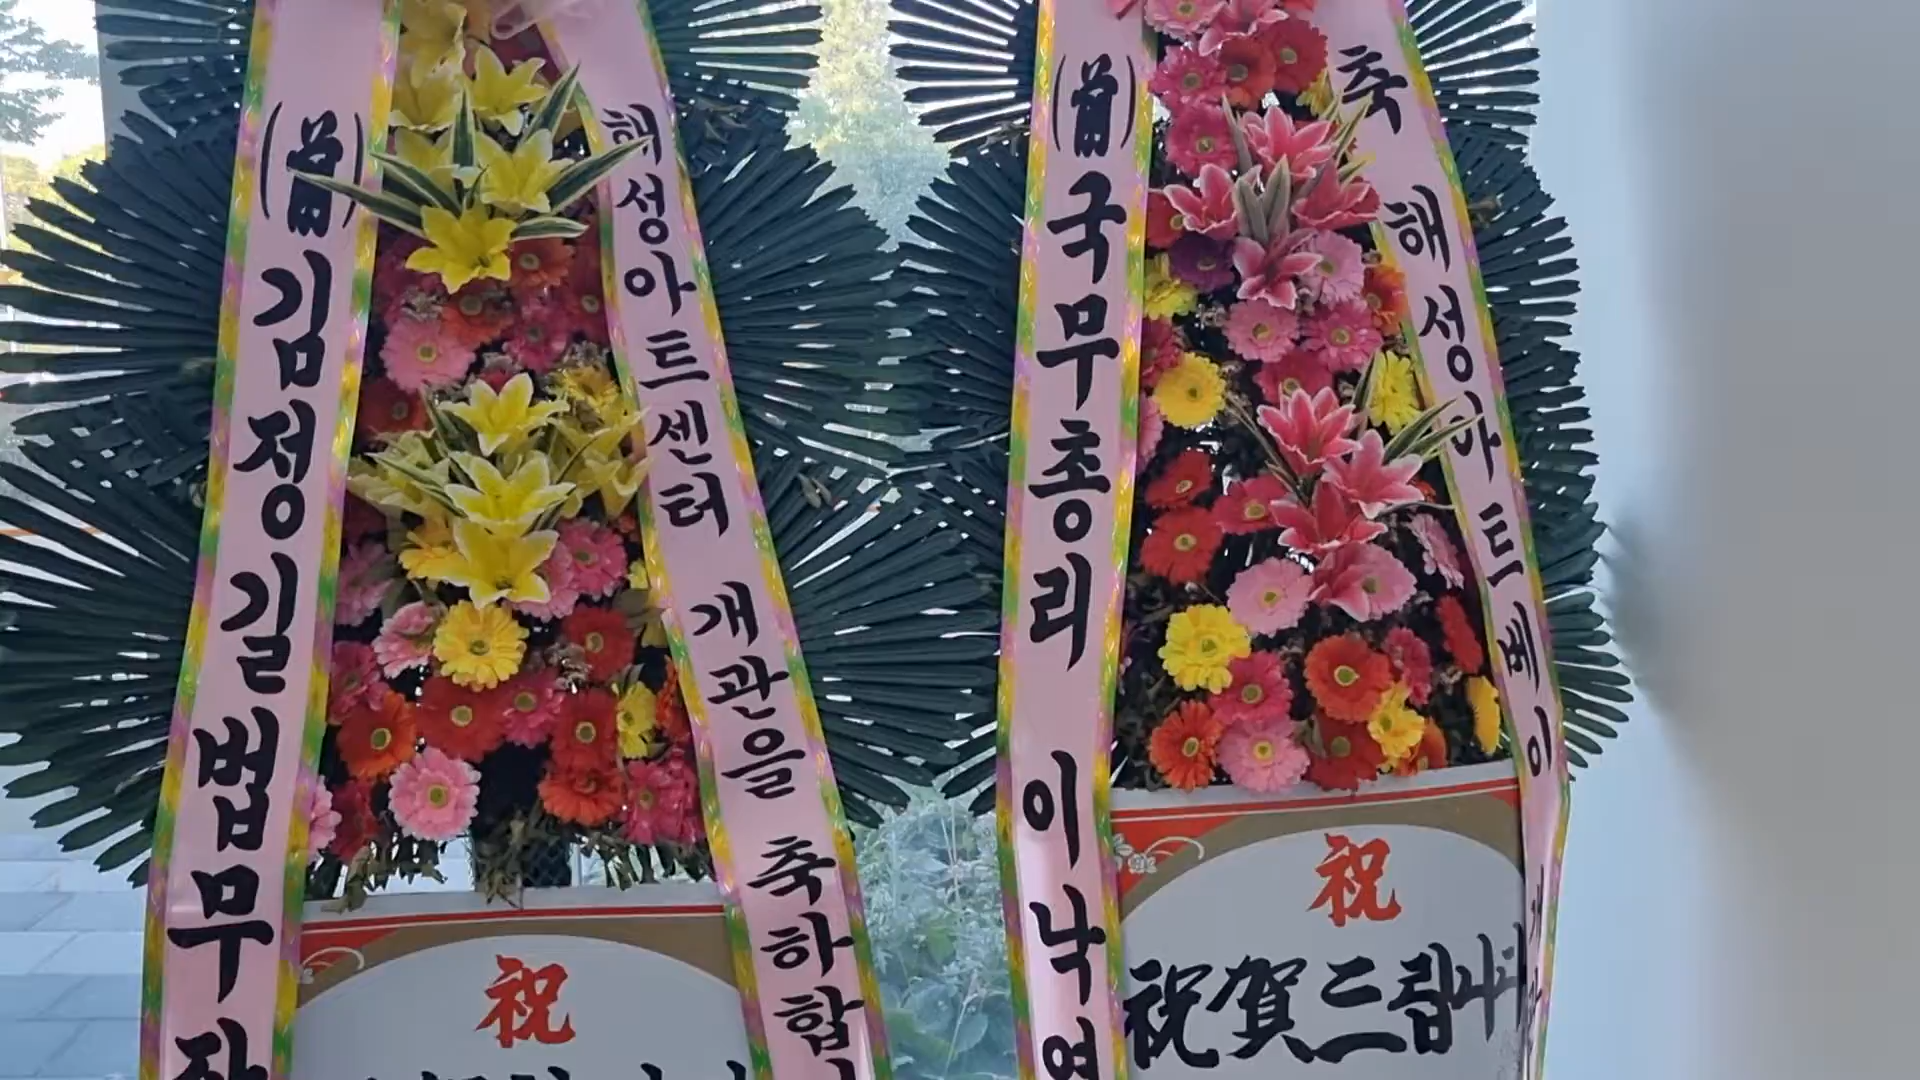 (前)김정길법무장
해성아트센터 개관을 축하합
祝
(前)국무총리 이낙연
축 해성아트베이
祝
祝賀드립니다